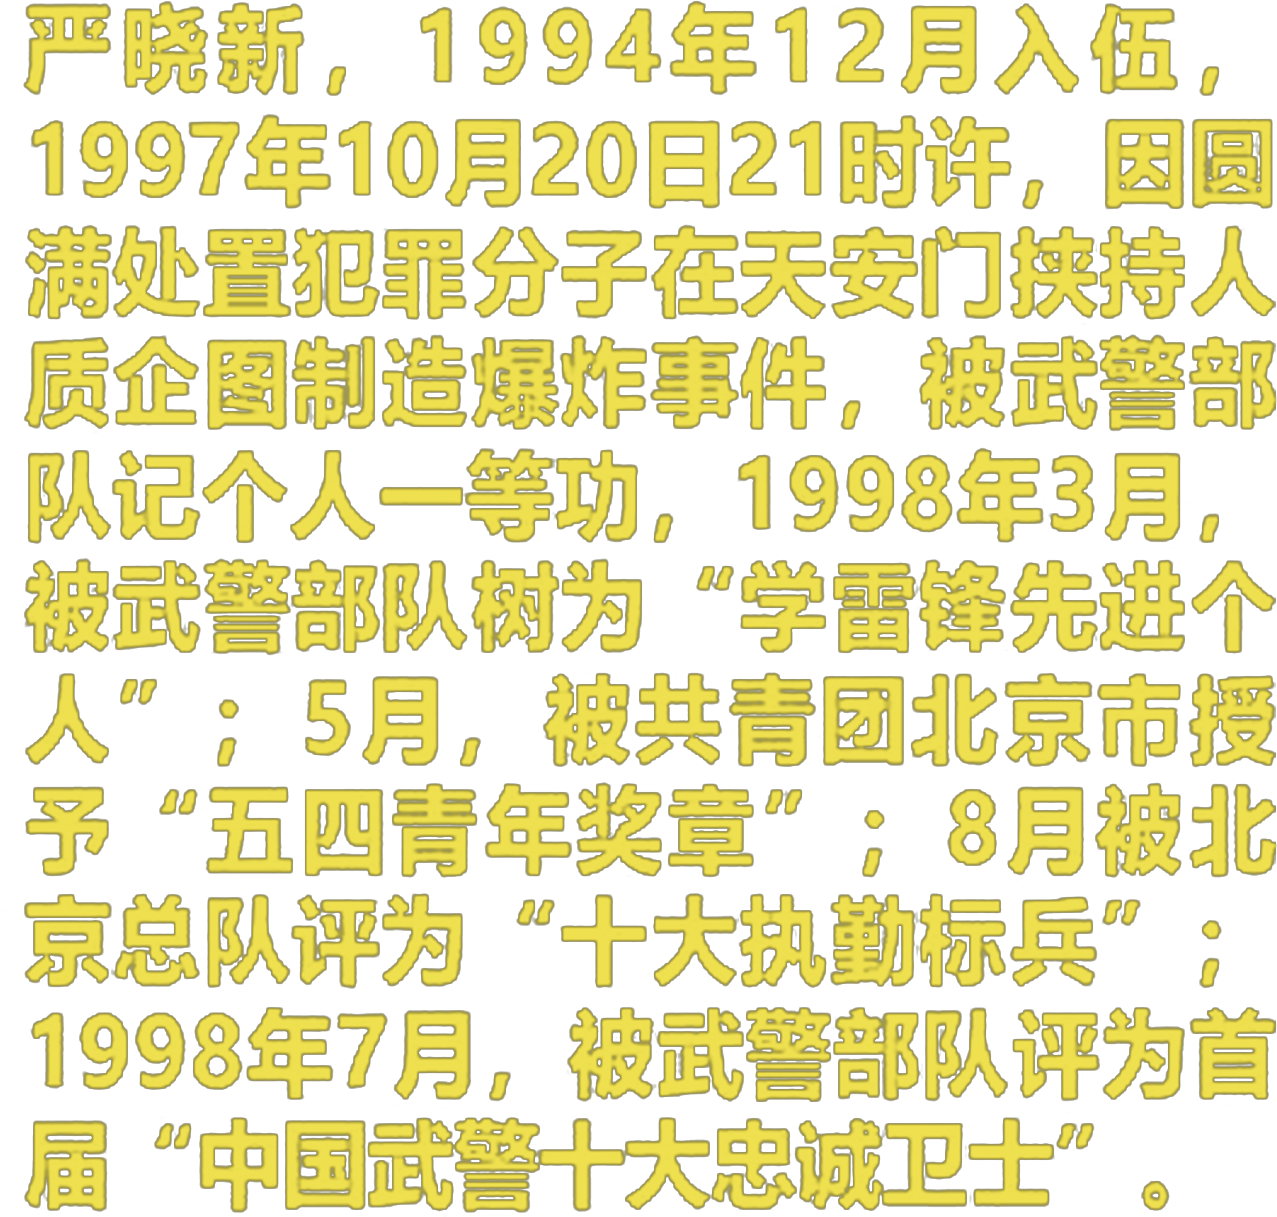 严晓新，1994年12月入伍，
1997年10月20日21时许，因圆
满处置犯罪分子在天安门挟持人
质企图制造爆炸事件，被武警部
队记个人一等功，1998年3月，
被武警部队树为“学雷锋先进个
人”；5月，被共青团北京市授
予“五四青年奖章”；8月被北
京总队评为“十大执勤标兵”；
1998年7月，被武警部队评为首
届“中国武警十大忠诚卫士”。